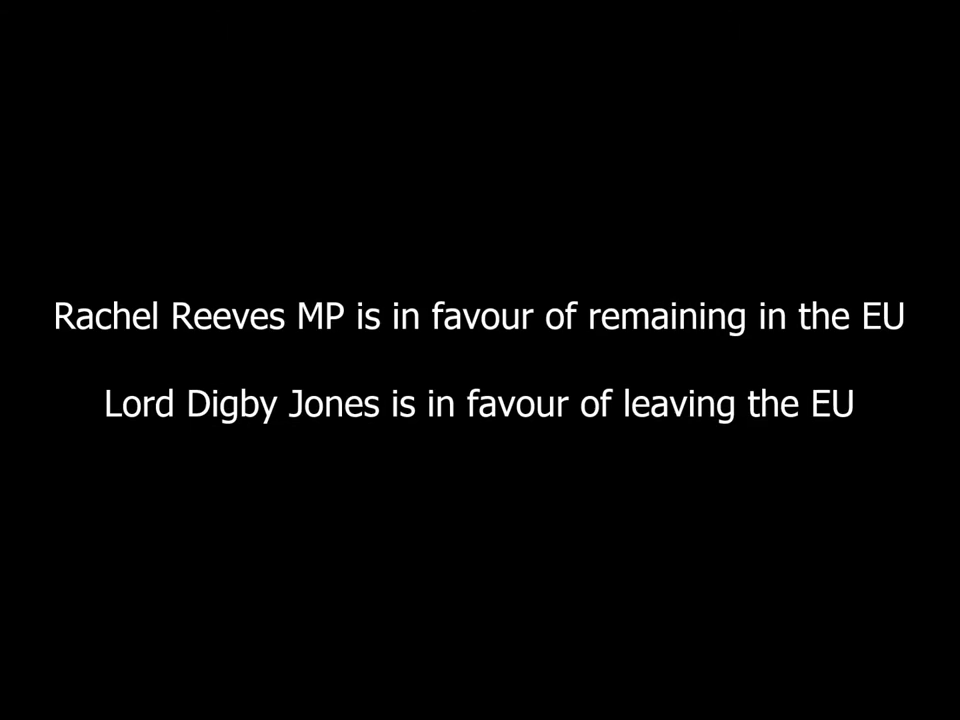 Rachel Reeves MP is in favour of remaining in the EU
Lord Digby Jones is in favour of leaving the EU